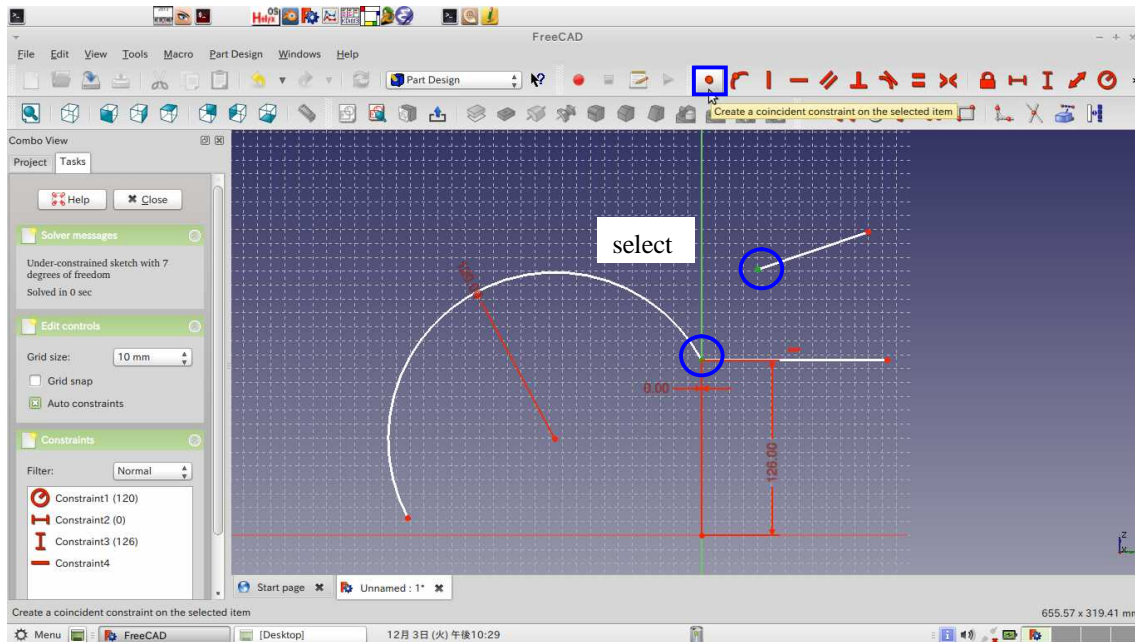 FreeCAD
File Edit View Tools Macro Part Design Windows Help
Part Design
Create a coincident constraint on the selected item
Combo View
Project Tasks
Help Close
Solver messages
Under-constrained sketch with 7
degrees of freedom
Solved in 0 sec
Edit controls
Grid size: 10 mm
Grid snap
Auto constraints
Constraints
Filter: Normal
Constraint1 (120)
Constraint2 (0)
Constraint3 (126)
Constraint4
select
0.00
126.00
z
x
Start page Unnamed : 1*
Create a coincident constraint on the selected item
655.57 x 319.41 mm
Menu FreeCAD [Desktop] 12月 3日 (火) 午後10:29